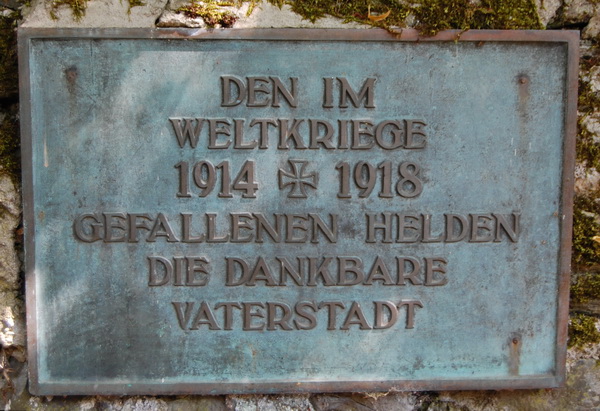 DEN IM
WELTKRIEGE
1914 ✠ 1918
GEFALLENEN HELDEN
DIE DANKBARE
VATERSTADT